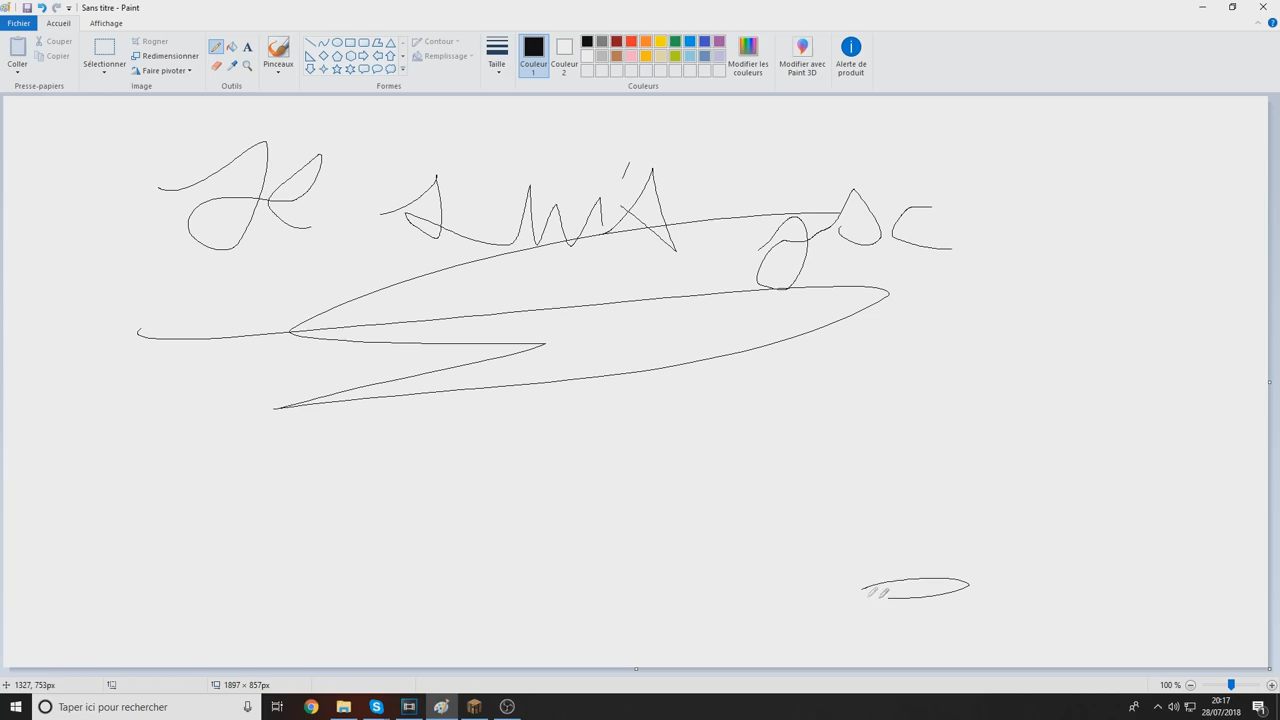 Sans titre - Paint
Fichier Accueil Affichage
Coller
Couper
Copier
Presse-papiers
Sélectionner
Rogner
Redimensionner
Faire pivoter
Image
A
Outils
Pinceaux
Contour
Remplissage
Formes
Taille
Couleur 1
Couleur 2
Couleurs
Modifier les couleurs
Modifier avec Paint 3D
Alerte de produit
Je suis
1327, 753px
1897 × 857px
100 %
Taper ici pour rechercher
20:17
28/07/2018